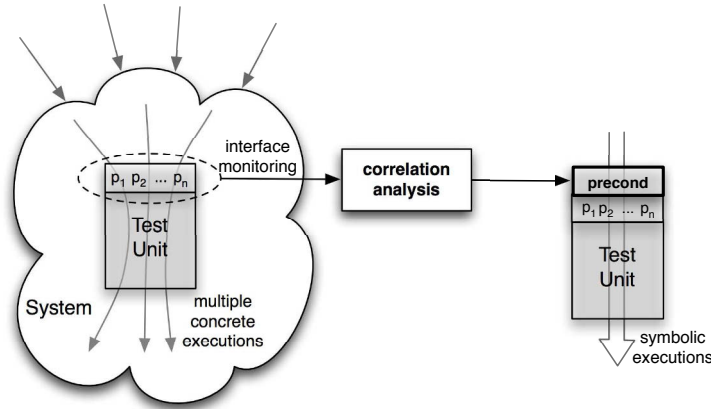 interface
monitoring
p1 p2 ... pn
Test
Unit
System
multiple
concrete
executions
correlation
analysis
precond
p1 p2 ... pn
Test
Unit
symbolic
executions